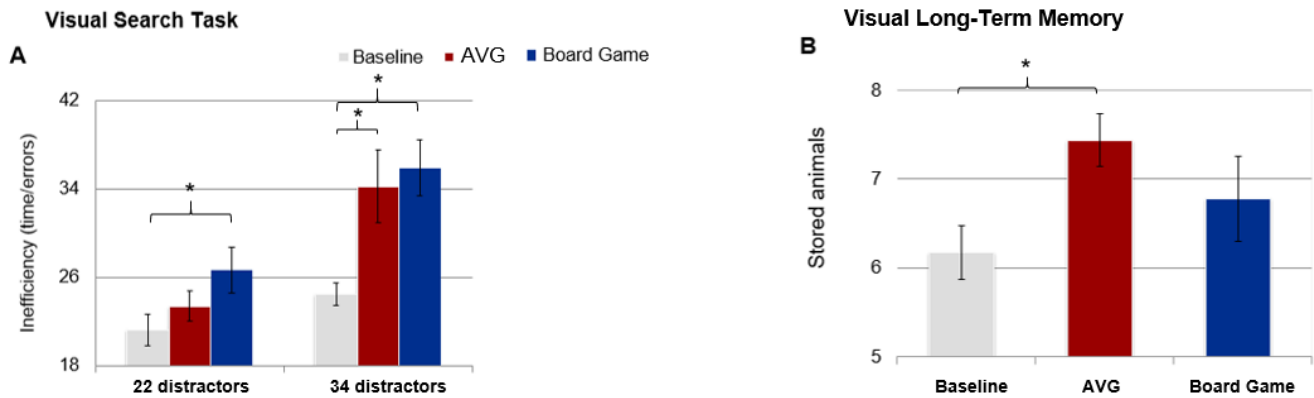 Visual Search Task
A
Baseline AVG Board Game
*
*
*
42
34
26
18
Inefficiency (time/errors)
22 distractors 34 distractors
Visual Long-Term Memory
B
*
8
7
6
5
Stored animals
Baseline AVG Board Game